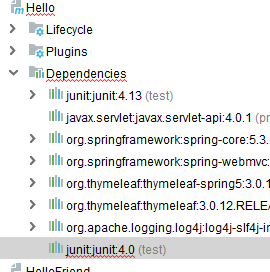 Hello
Lifecycle
Plugins
Dependencies
junit:junit:4.13 (test)
javax.servlet:javax.servlet-api:4.0.1 (pr
org.springframework:spring-core:5.3.
org.springframework:spring-webmvc:
org.thymeleaf:thymeleaf-spring5:3.0.1
org.thymeleaf:thymeleaf:3.0.12.RELE
org.apache.logging.log4j:log4j-slf4j-i
junit:junit:4.0 (test)
HelloFriend